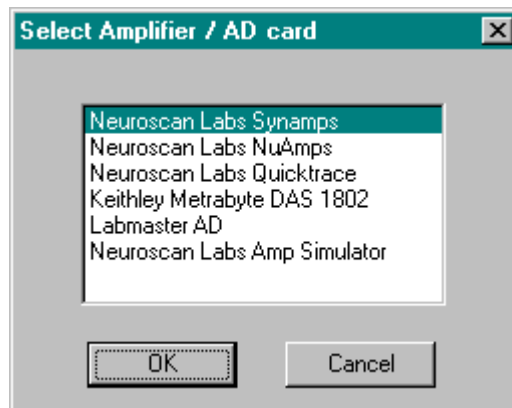 Select Amplifier / AD card
Neuroscan Labs Synamps
Neuroscan Labs NuAmps
Neuroscan Labs Quicktrace
Keithley Metrabyte DAS 1802
Labmaster AD
Neuroscan Labs Amp Simulator
OK
Cancel